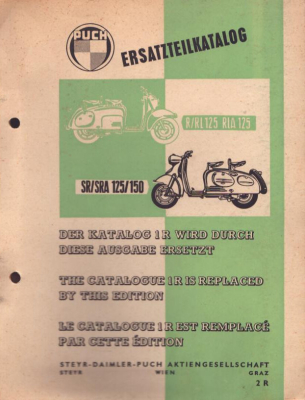 PUCH
ERSATZTEILKATALOG
R/RL 125 RLA 125
SR/SRA 125/150
DER KATALOG 1 R WIRD DURCH
DIESE AUSGABE ERSETZT
THE CATALOGUE 1 R IS REPLACED
BY THIS EDITION
LE CATALOGUE 1 R EST REMPLACÉ
PAR CETTE ÉDITION
STEYR-DAIMLER-PUCH AKTIENGESELLSCHAFT
STEYR WIEN GRAZ
2 R